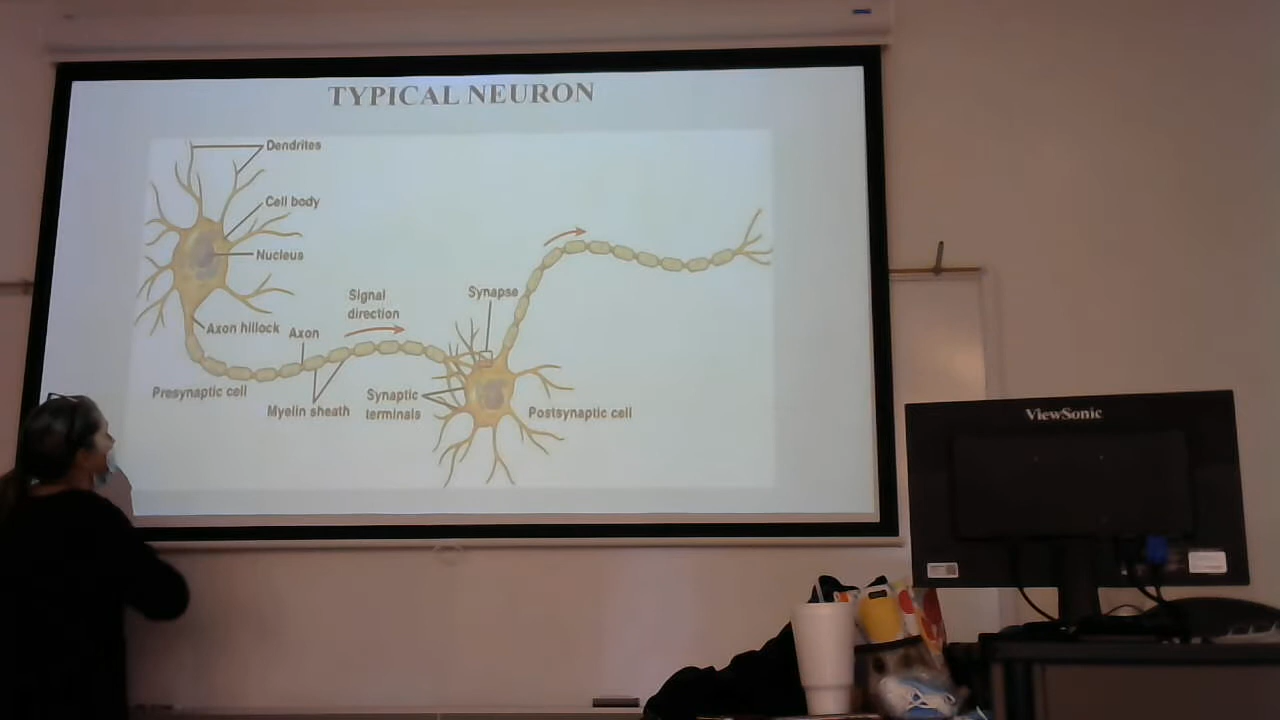 TYPICAL NEURON
Dendrites
Cell body
Nucleus
Axon hillock
Axon
Signal
direction
Synapse
Presynaptic cell
Myelin sheath
Synaptic
terminals
Postsynaptic cell
ViewSonic